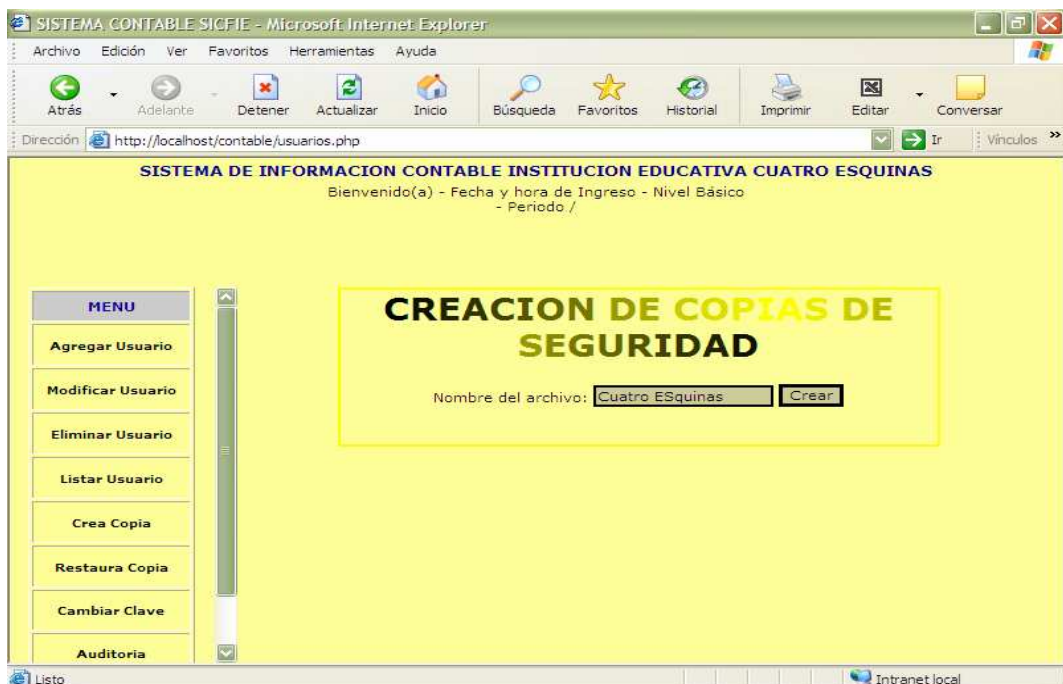 SISTEMA CONTABLE SICFIE - Microsoft Internet Explorer
Archivo Edición Ver Favoritos Herramientas Ayuda
Atrás Adelante Detener Actualizar Inicio Búsqueda Favoritos Historial Imprimir Editar Conversar
Dirección http://localhost/contable/usuarios.php Ir Vínculos »
SISTEMA DE INFORMACION CONTABLE INSTITUCION EDUCATIVA CUATRO ESQUINAS
Bienvenido(a) - Fecha y hora de Ingreso - Nivel Básico
- Periodo /
MENU
Agregar Usuario
Modificar Usuario
Eliminar Usuario
Listar Usuario
Crea Copia
Restaura Copia
Cambiar Clave
Auditoria
CREACION DE COPIAS DE
SEGURIDAD
Nombre del archivo: Cuatro ESquinas Crear
Listo Intranet local